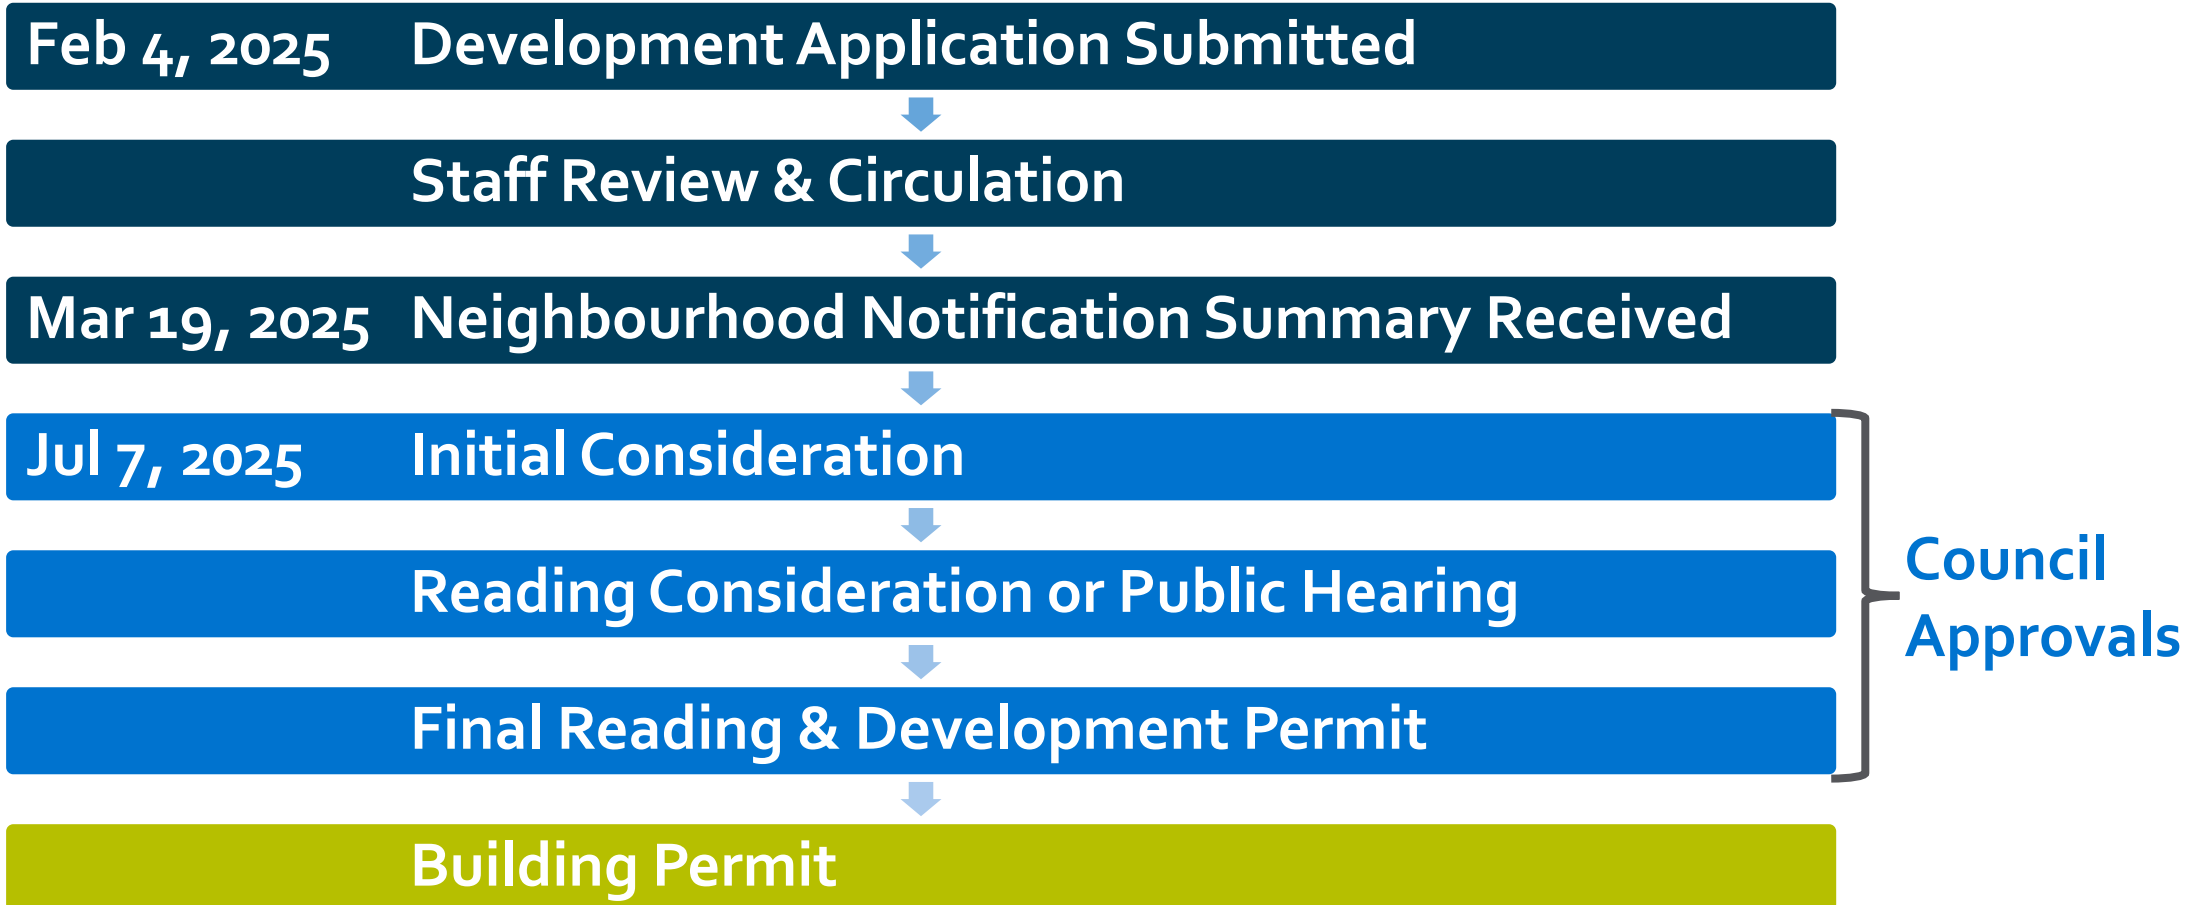 Feb 4, 2025 Development Application Submitted
Staff Review & Circulation
Mar 19, 2025 Neighbourhood Notification Summary Received
Jul 7, 2025 Initial Consideration
Reading Consideration or Public Hearing
Final Reading & Development Permit
Building Permit
Council
Approvals